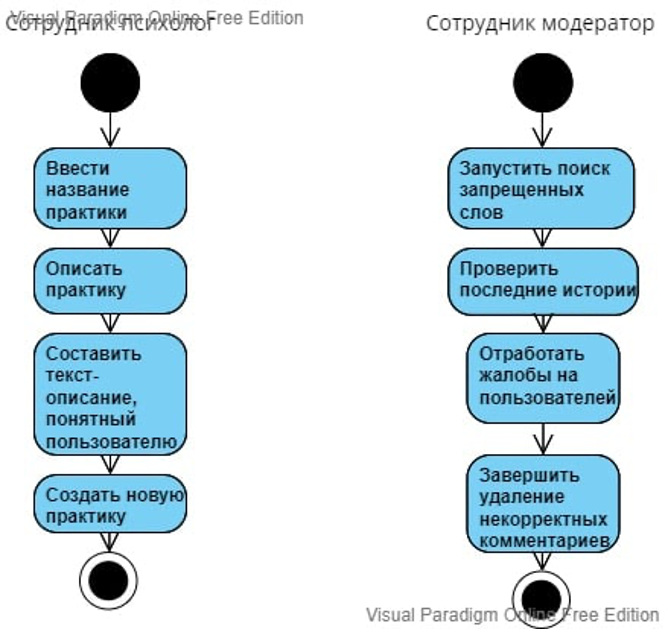 Visual Paradigm Online Free Edition
Сотрудник психолог
Сотрудник модератор
Ввести
название
практики
Описать
практику
Составить
текст-
описание,
понятный
пользователю
Создать новую
практику
Запустить поиск
запрещенных
слов
Проверить
последние истории
Отработать
жалобы на
пользователей
Завершить
удаление
некорректных
комментариев
Visual Paradigm Online Free Edition